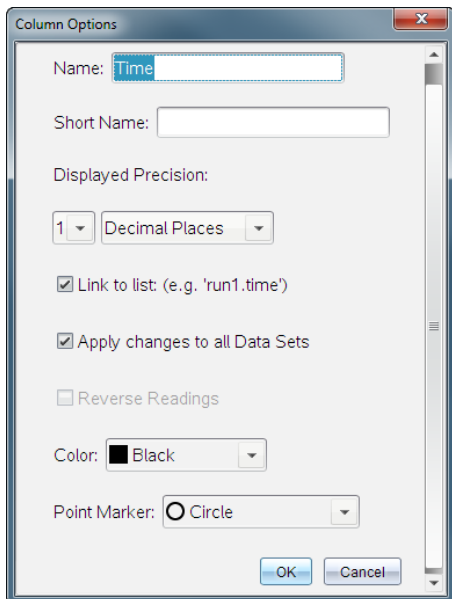 Column Options
Name: Time
Short Name:
Displayed Precision:
1 Decimal Places
Link to list: (e.g. 'run1.time')
Apply changes to all Data Sets
Reverse Readings
Color: Black
Point Marker: Circle
OK Cancel